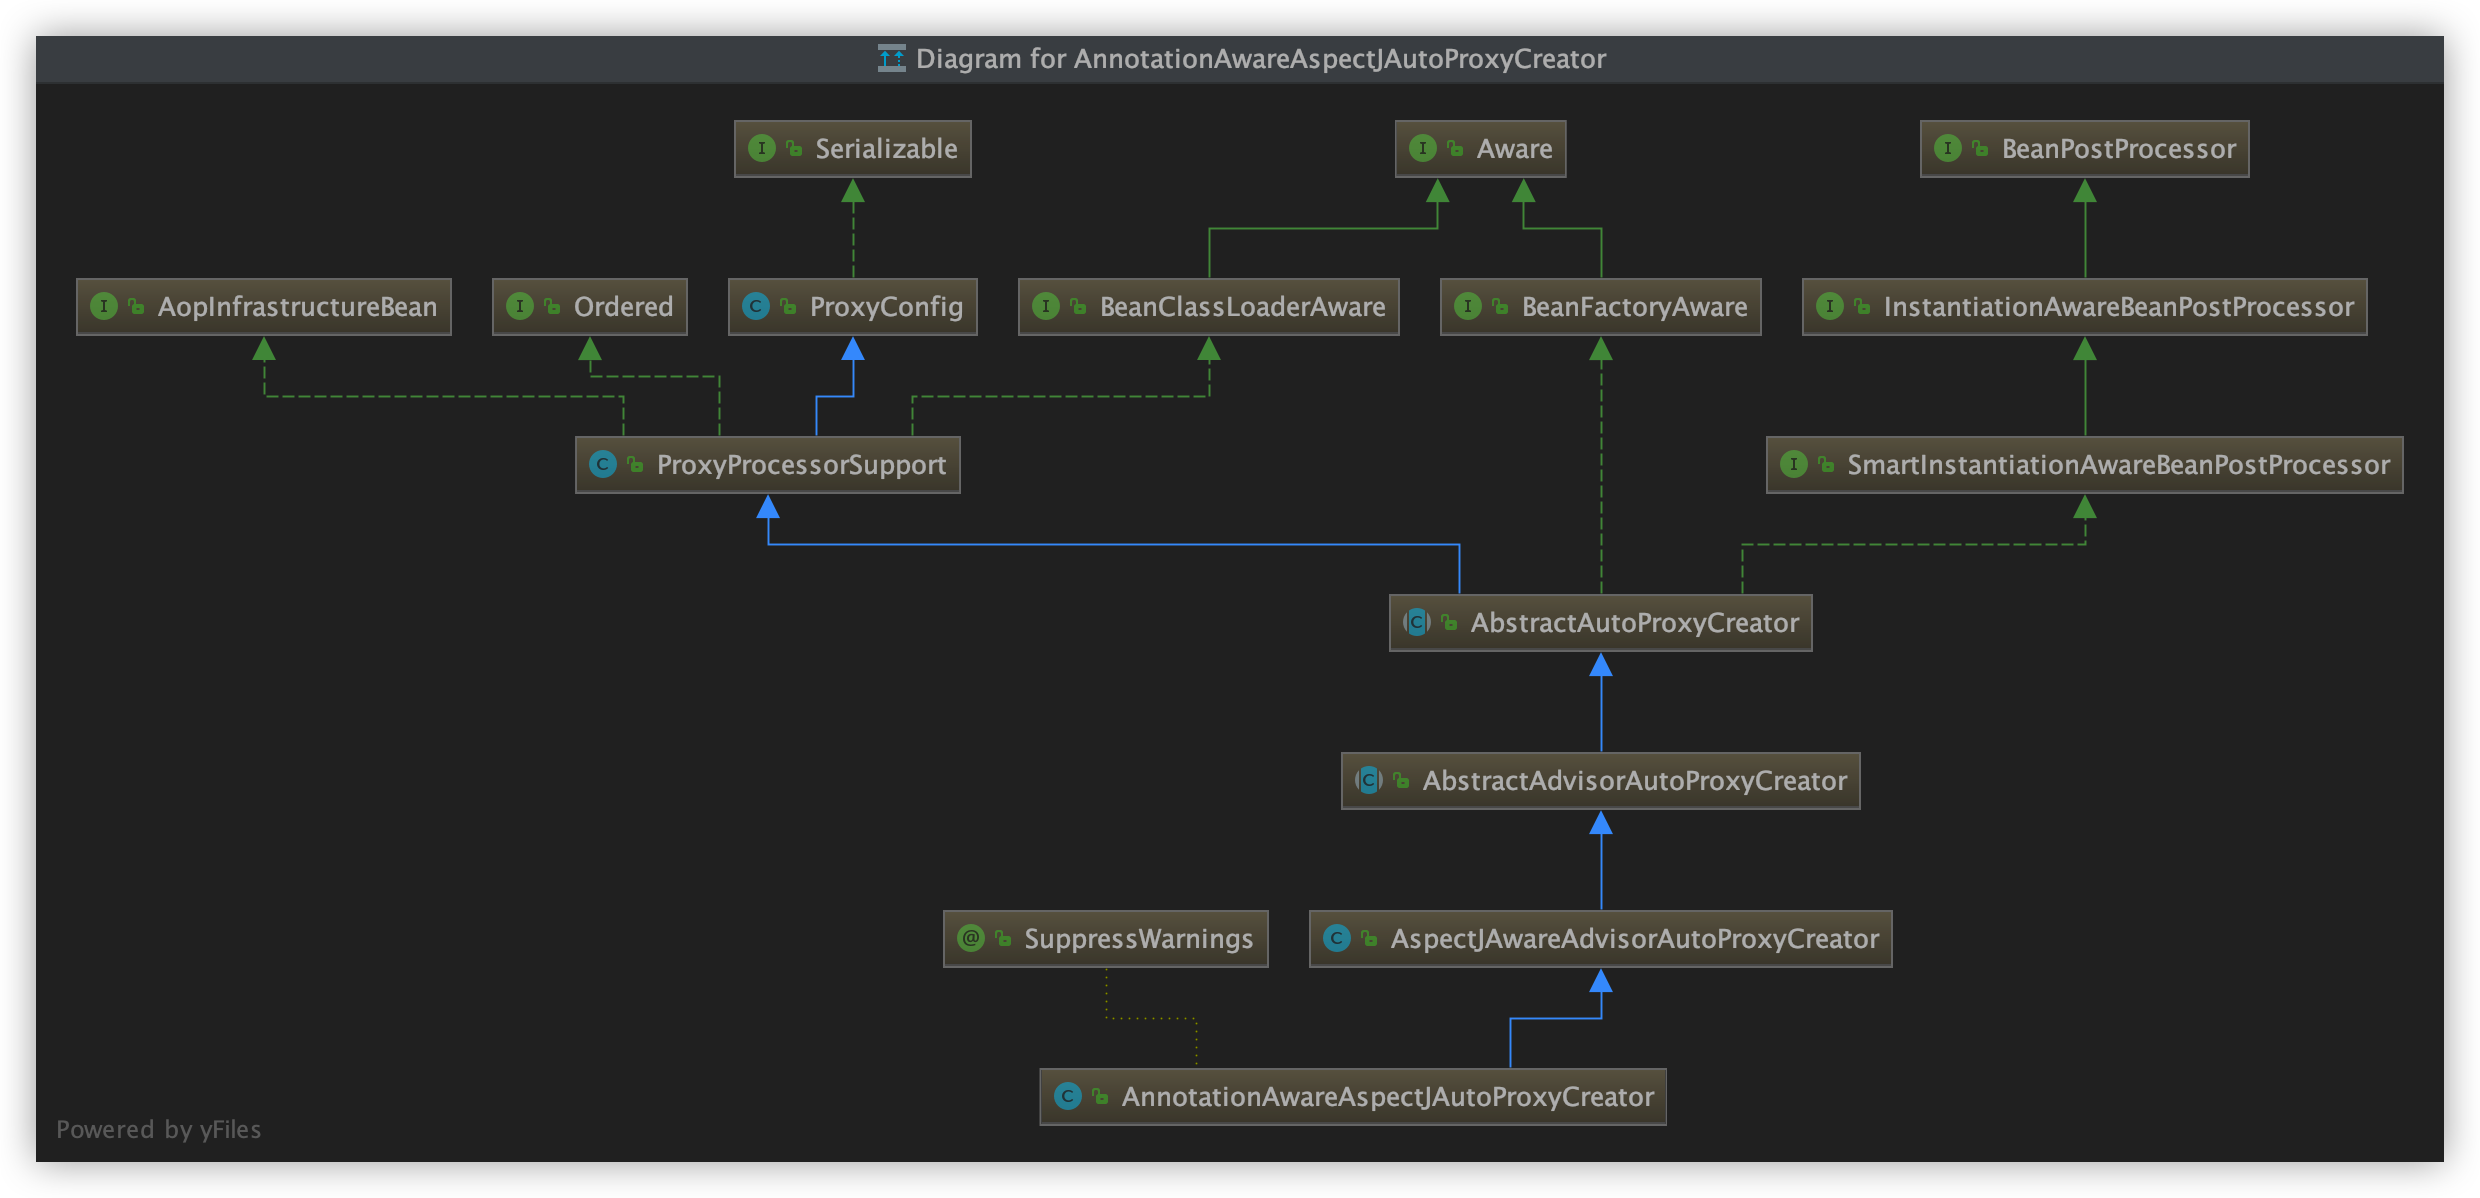 Diagram for AnnotationAwareAspectJAutoProxyCreator
I Serializable
I Aware
I BeanPostProcessor
I AopInfrastructureBean
I Ordered
C ProxyConfig
I BeanClassLoaderAware
I BeanFactoryAware
I InstantiationAwareBeanPostProcessor
C ProxyProcessorSupport
I SmartInstantiationAwareBeanPostProcessor
C AbstractAutoProxyCreator
C AbstractAdvisorAutoProxyCreator
@ SuppressWarnings
C AspectJAwareAdvisorAutoProxyCreator
C AnnotationAwareAspectJAutoProxyCreator
Powered by yFiles